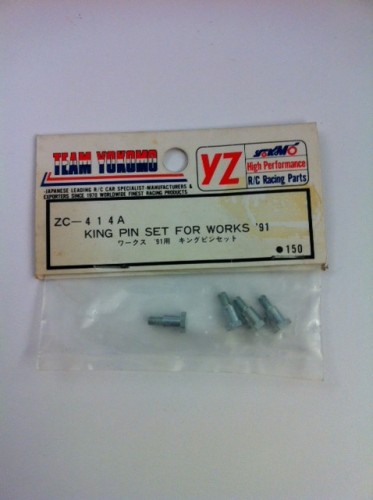 TEAM YOKOMO
JAPANESE LEADING R/C CAR SPECIALIST-MANUFACTURERS &
EXPORTERS SINCE 1970 WORLDWIDE FINEST RACING PRODUCTS
YZ
YOKOMO
High Performance
R/C Racing Parts
ZC-414A
KING PIN SET FOR WORKS '91
ワークス '91用 キングピンセット
●150